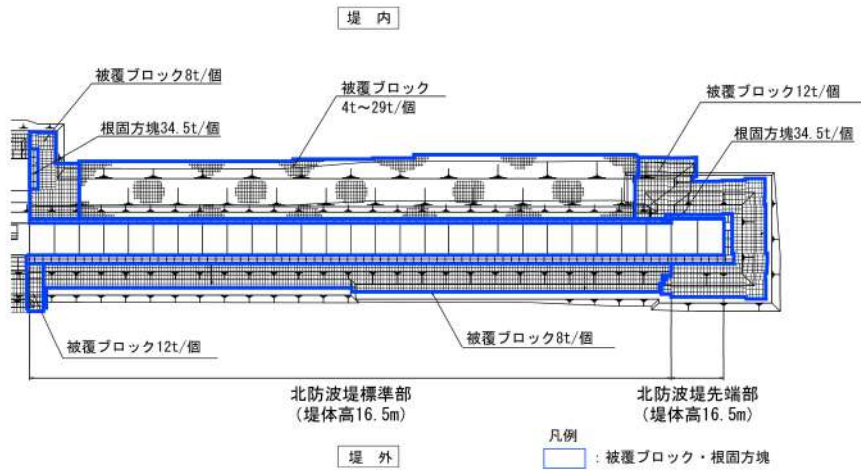 堤 内
被覆ブロック8t/個
根固方塊34.5t/個
被覆ブロック
4t～29t/個
被覆ブロック12t/個
根固方塊34.5t/個
被覆ブロック12t/個
被覆ブロック8t/個
北防波堤標準部
（堤体高16.5m）
北防波堤先端部
（堤体高16.5m）
堤 外
凡例
：被覆ブロック・根固方塊